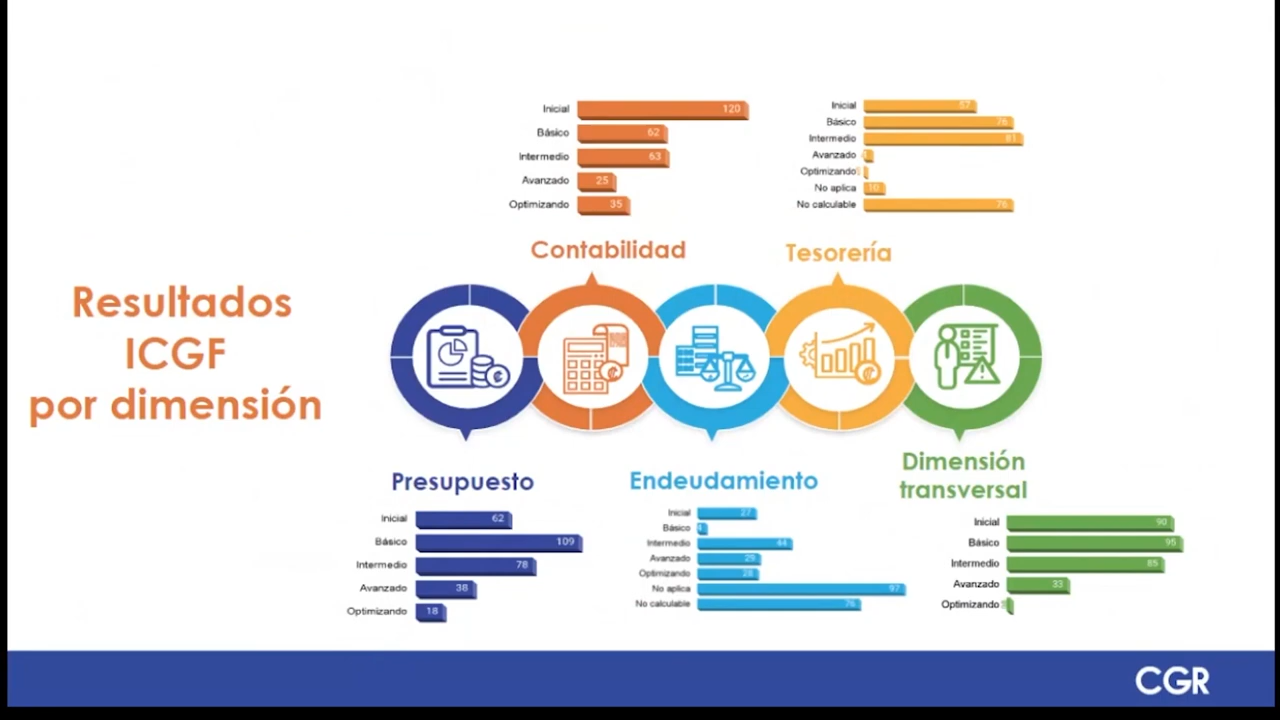 Resultados
ICGF
por dimensión
Inicial 120
Básico 62
Intermedio 63
Avanzado 25
Optimizando 35
Contabilidad
Inicial 57
Básico 76
Intermedio 81
Avanzado
Optimizando
No aplica 10
No calculable 76
Tesorería
Presupuesto
Inicial 62
Básico 109
Intermedio 78
Avanzado 38
Optimizando 18
Endeudamiento
Inicial 27
Básico
Intermedio 44
Avanzado 29
Optimizando 28
No aplica 97
No calculable 76
Dimensión
transversal
Inicial 90
Básico 95
Intermedio 85
Avanzado 33
Optimizando
CGR